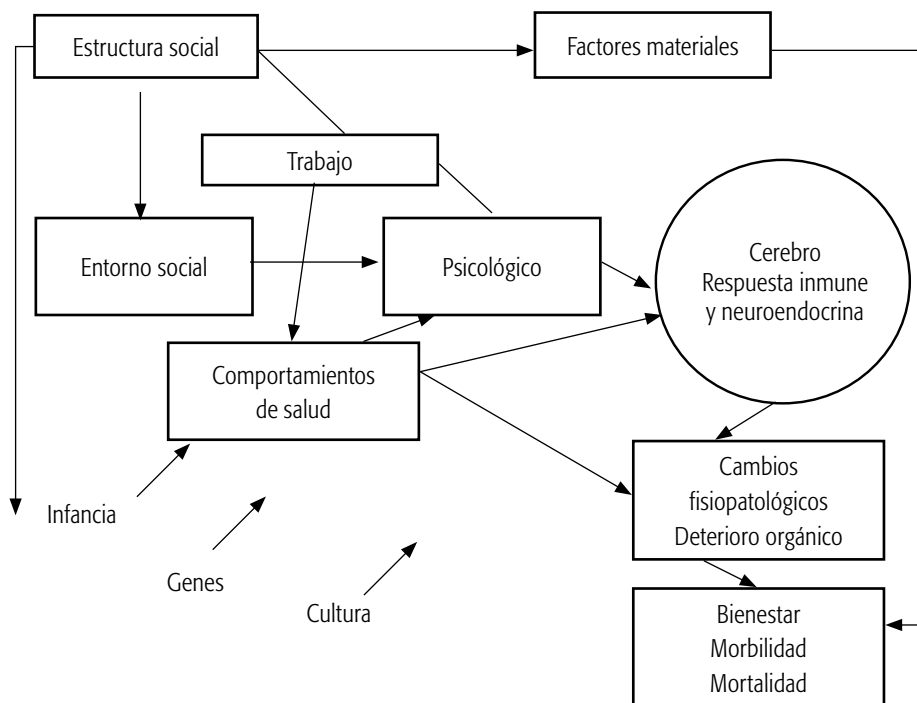 Estructura social
Factores materiales
Trabajo
Entorno social
Psicológico
Cerebro
Respuesta inmune
y neuroendocrina
Comportamientos
de salud
Infancia
Genes
Cultura
Cambios
fisiopatológicos
Deterioro orgánico
Bienestar
Morbilidad
Mortalidad